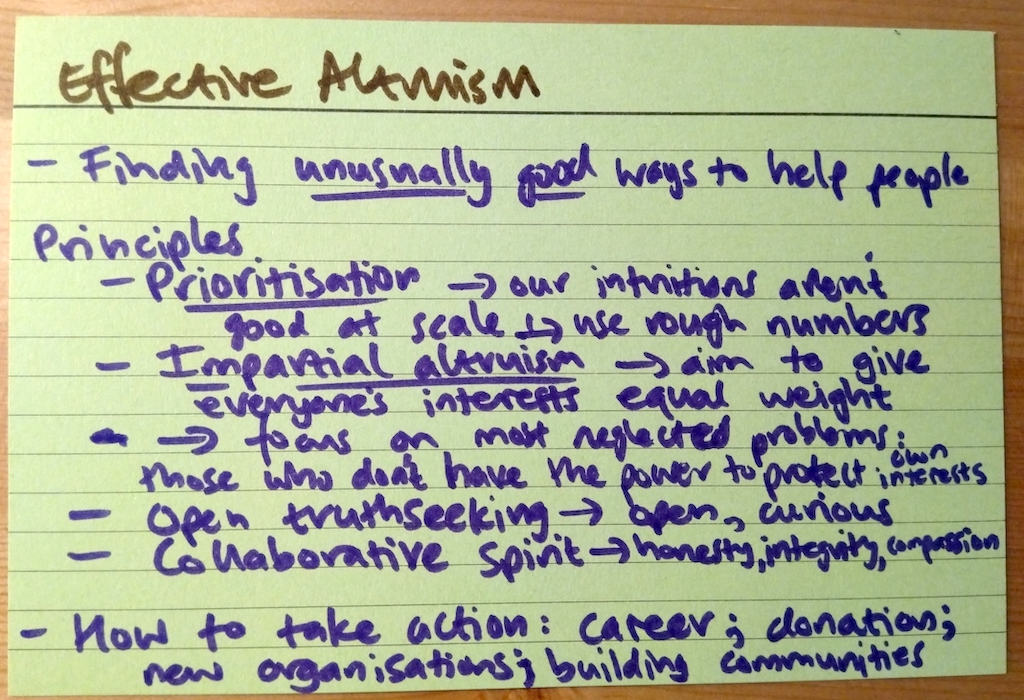 Effective Altruism
- Finding unusually good ways to help people
Principles
- Prioritisation → our intuitions aren't
good at scale ↳ use rough numbers
- Impartial altruism → aim to give
everyone's interests equal weight
- → focus on most neglected problems:
those who don't have the power to protect own interests
- Open truthseeking → open, curious
- Collaborative spirit → honesty, integrity, compassion
- How to take action: career; donation;
new organisations; building communities